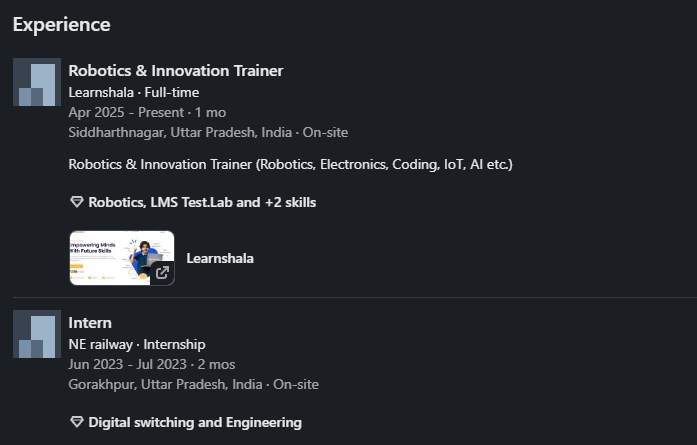 Experience
Robotics & Innovation Trainer
Learnshala · Full-time
Apr 2025 - Present · 1 mo
Siddharthnagar, Uttar Pradesh, India · On-site
Robotics & Innovation Trainer (Robotics, Electronics, Coding, IoT, AI etc.)
Robotics, LMS Test.Lab and +2 skills
Empowering Minds
With Future Skills
Learnshala
Intern
NE railway · Internship
Jun 2023 - Jul 2023 · 2 mos
Gorakhpur, Uttar Pradesh, India · On-site
Digital switching and Engineering